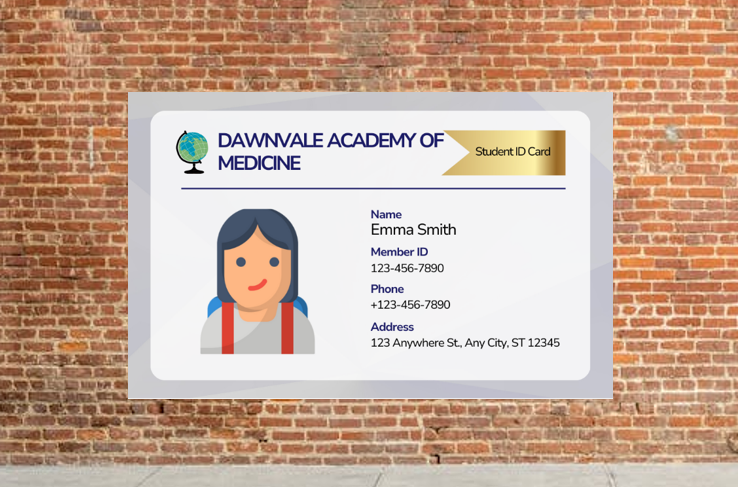 DAWNVALE ACADEMY OF
MEDICINE
Student ID Card
Name
Emma Smith
Member ID
123-456-7890
Phone
+123-456-7890
Address
123 Anywhere St., Any City, ST 12345